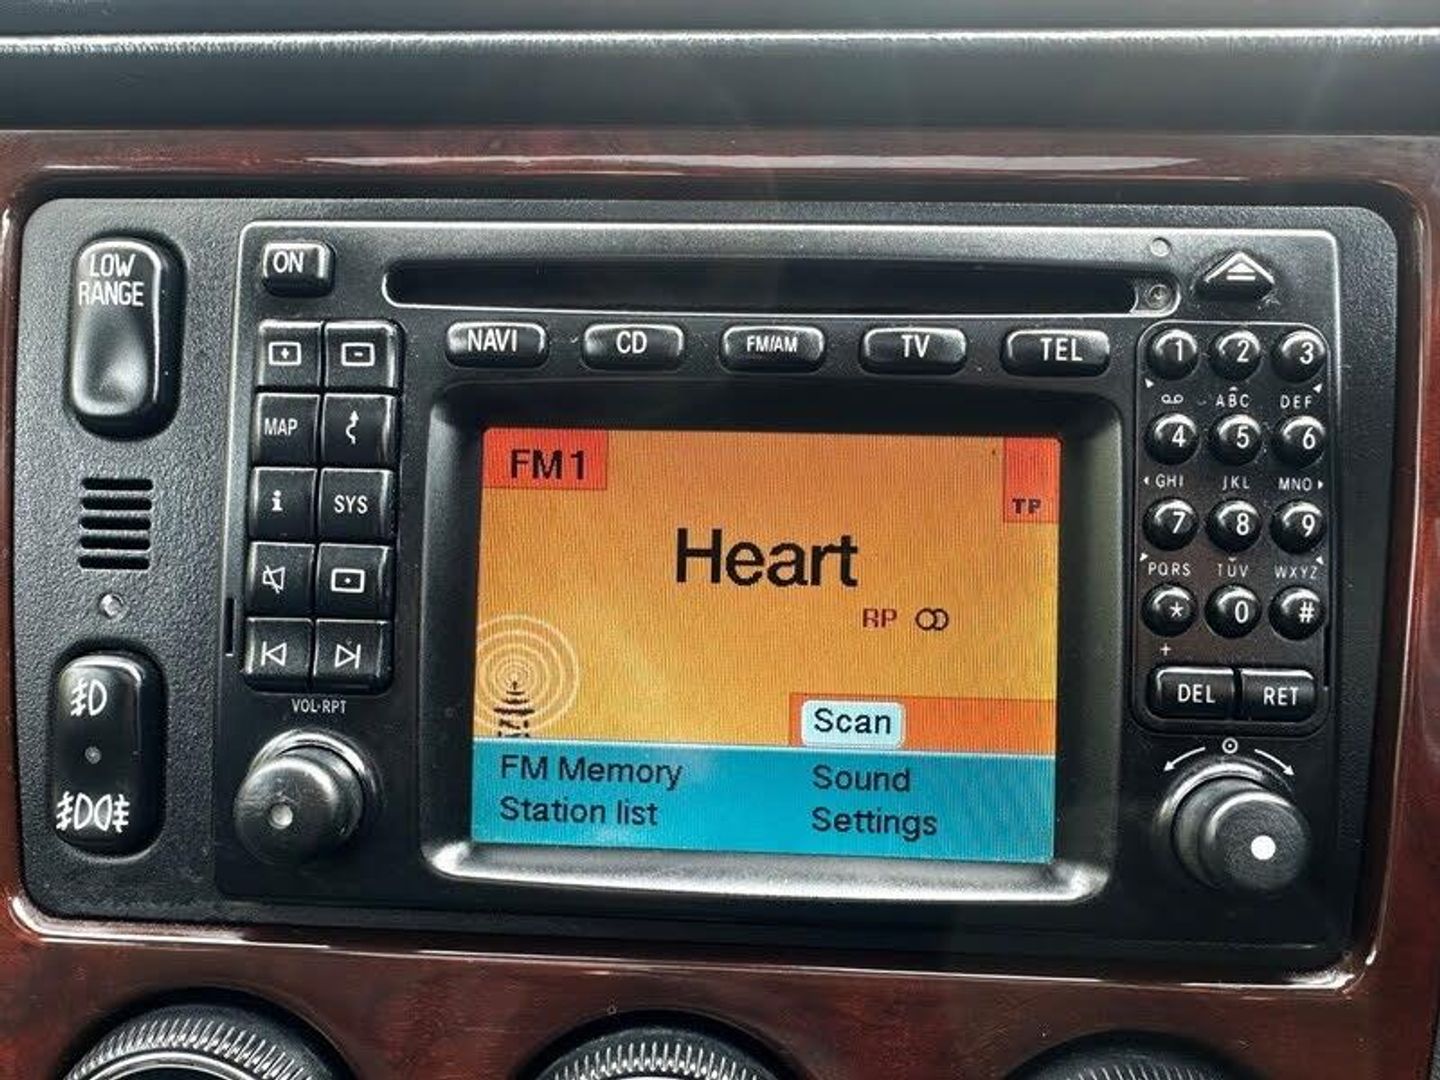 LOW
RANGE
ON
NAVI CD FM/AM TV TEL
MAP
i SYS
VOL·RPT
FM1
TP
Heart
RP
Scan
FM Memory Sound
Station list Settings
1 2 3
ABC DEF
4 5 6
GHI JKL MNO
7 8 9
PQRS TUV WXYZ
* 0 #
+
DEL RET